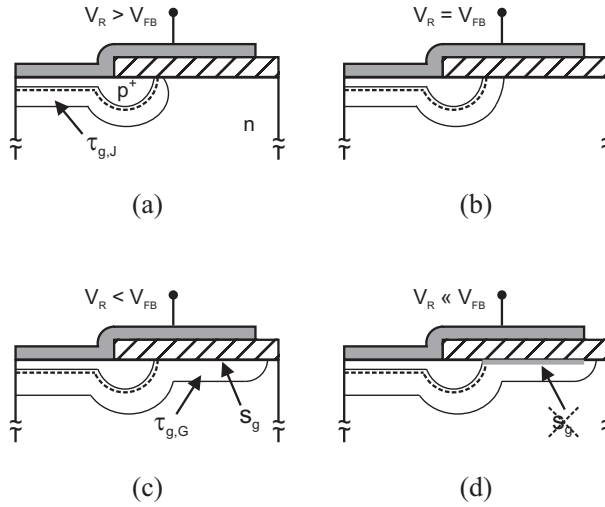 V_R > V_FB
V_R = V_FB
p⁺
n
τ_g,J
(a)
(b)
V_R < V_FB
V_R ≪ V_FB
τ_g,G
s_g
s_g
(c)
(d)